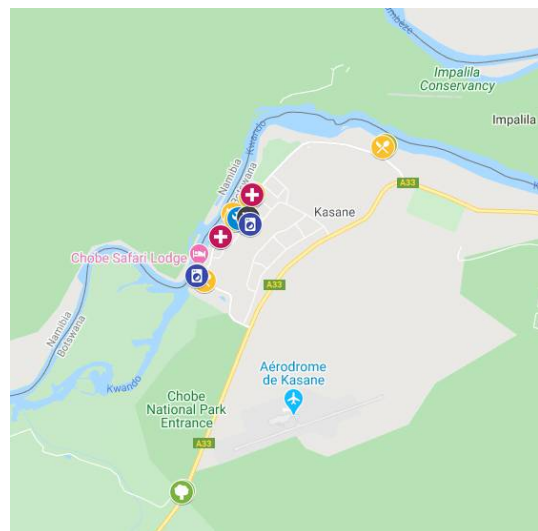 Impalila
Conservancy
Impalila
Kwando
Namibia
A33
Kasane
Chobe Safari Lodge
A33
Namibia
Botswana
Aérodrome
de Kasane
Kwando
Chobe
National Park
Entrance
A33